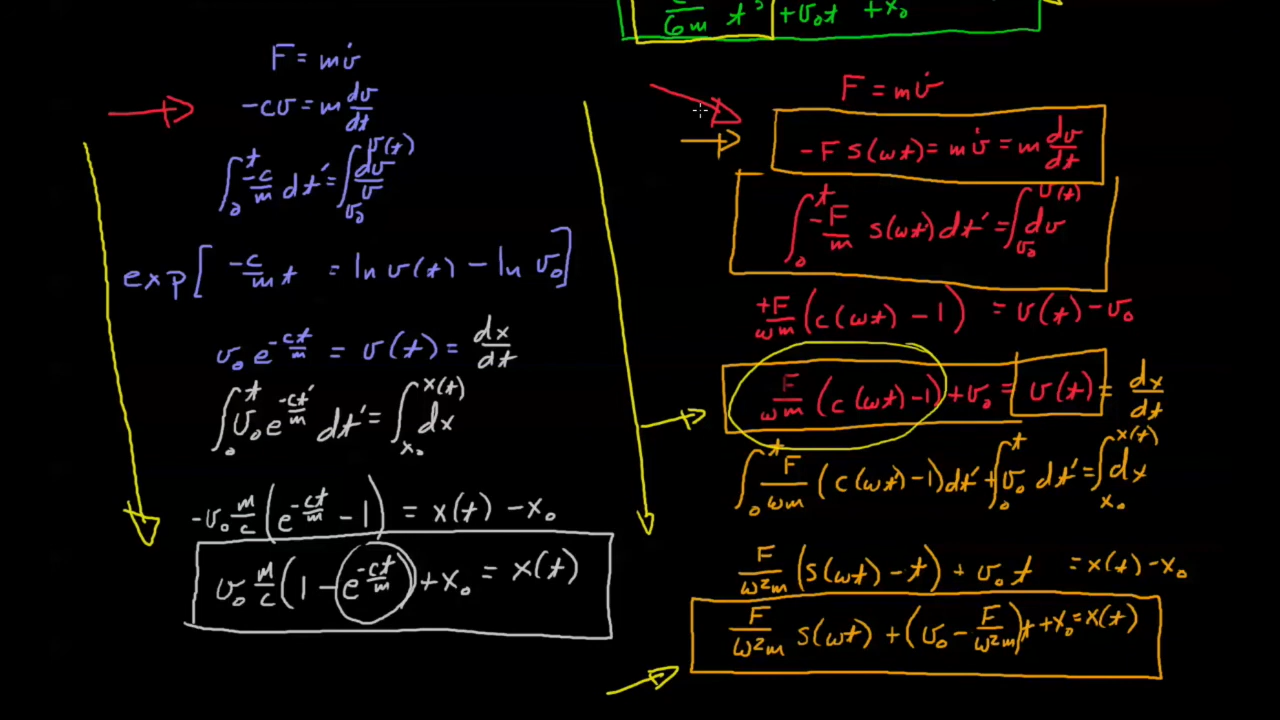 c/6m t³ + v₀t + x₀
F = mv̇
-cv = m dv/dt
∫₀ᵗ -c/m dt' = ∫_{v₀}^{v(t)} dv/v
exp[ -c/m t = ln v(t) - ln v₀ ]
v₀ e^{-ct/m} = v(t) = dx/dt
∫₀ᵗ v₀ e^{-ct'/m} dt' = ∫_{x₀}^{x(t)} dx
-v₀ m/c (e^{-ct/m} - 1) = x(t) - x₀
v₀ m/c (1 - e^{-ct/m}) + x₀ = x(t)
F = mv̇
-F s(ωt) = mv̇ = m dv/dt
∫₀ᵗ -F/m s(ωt') dt' = ∫_{v₀}^{v(t)} dv
+F/ωm (c(ωt) - 1) = v(t) - v₀
F/ωm (c(ωt) - 1) + v₀ = v(t) = dx/dt
∫₀ᵗ F/ωm (c(ωt') - 1) dt' + ∫₀ᵗ v₀ dt' = ∫_{x₀}^{x(t)} dx
F/ω²m (s(ωt) - t) + v₀ t = x(t) - x₀
F/ω²m s(ωt) + (v₀ - F/ω²m) t + x₀ = x(t)